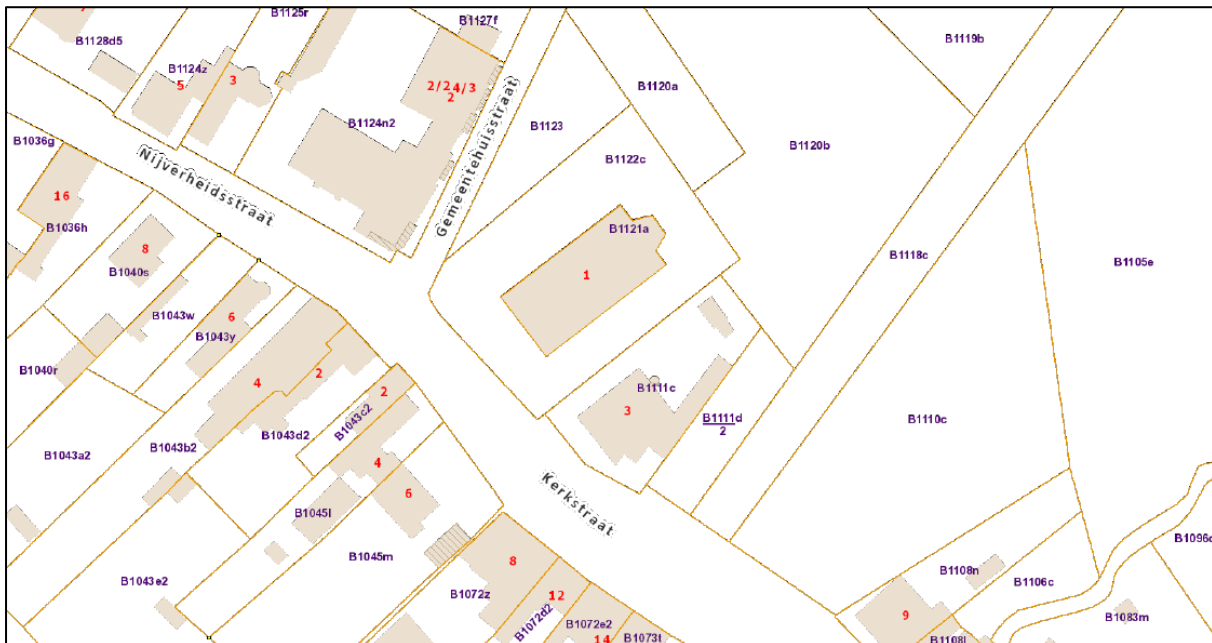 B1125r
B1127f
B1128d5
B1119b
B1124z
5
3
2/2 4/3
2
B1120a
B1124n2
B1123
B1120b
B1036g
Nijverheidsstraat
Gemeentehuisstraat
B1122c
16
B1036h
B1121a
8
B1040s
1
B1118c
B1105e
B1043w
6
B1043y
B1040r
4
2
2
B1111c
3
B1043c2
B1111d
2
B1110c
B1043d2
B1043b2
B1043a2
4
6
Kerkstraat
B1045l
B1045m
B1096c
B1043e2
8
B1108n
B1106c
B1072z
12
B1072d2
B1072e2
14
B1073t
9
B1108l
B1083m